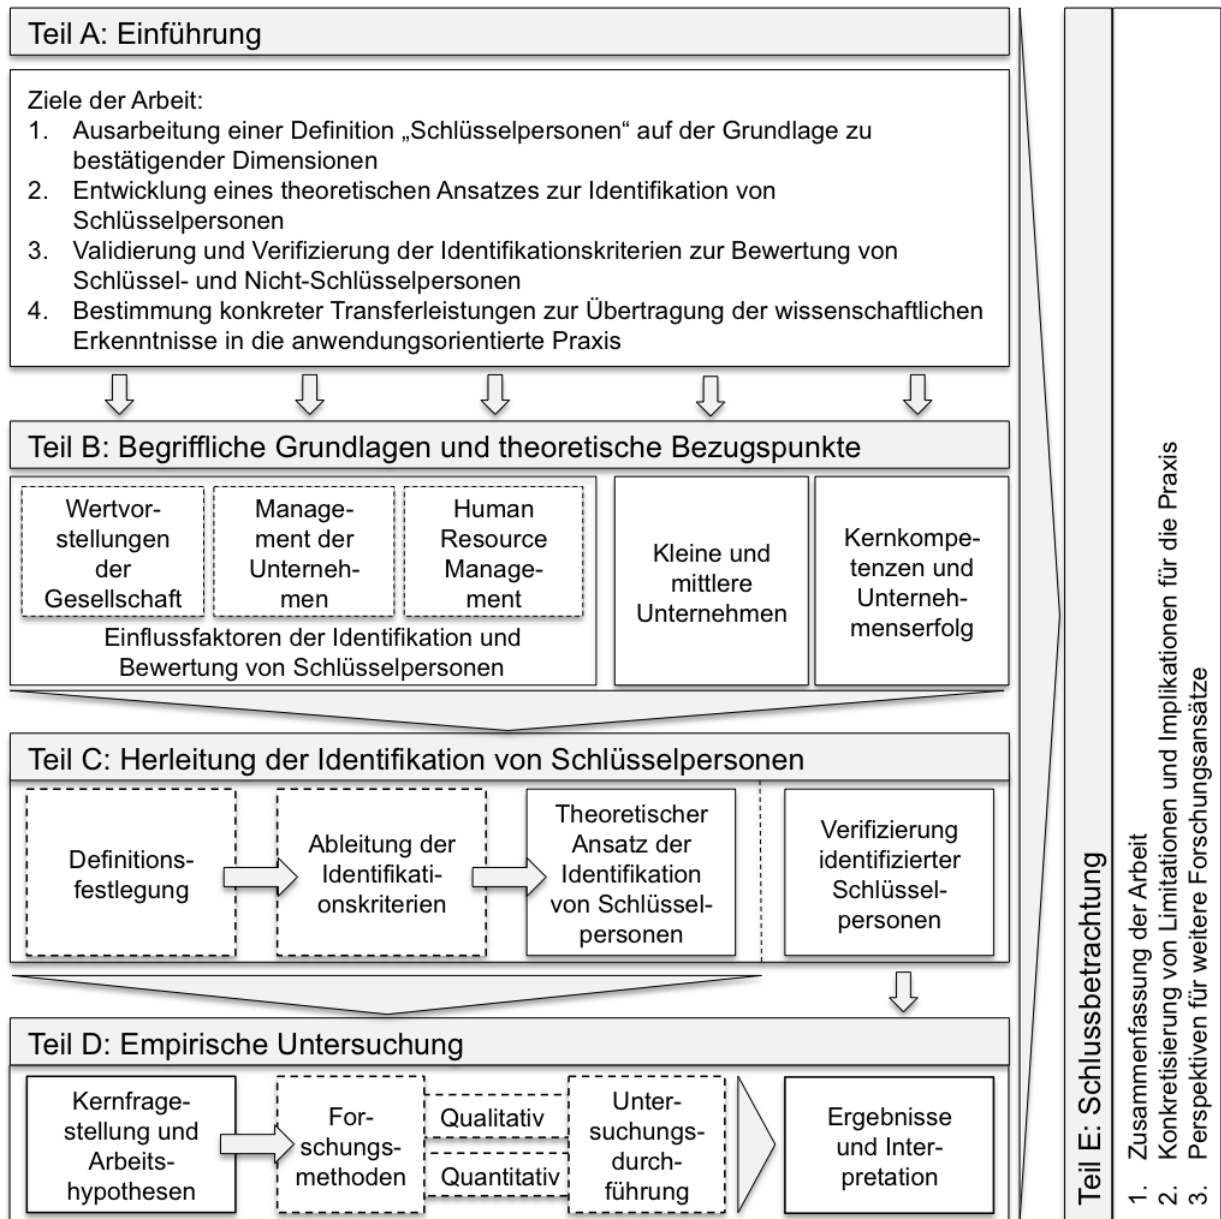 Teil A: Einführung
Ziele der Arbeit:
1. Ausarbeitung einer Definition „Schlüsselpersonen“ auf der Grundlage zu
bestätigender Dimensionen
2. Entwicklung eines theoretischen Ansatzes zur Identifikation von
Schlüsselpersonen
3. Validierung und Verifizierung der Identifikationskriterien zur Bewertung von
Schlüssel- und Nicht-Schlüsselpersonen
4. Bestimmung konkreter Transferleistungen zur Übertragung der wissenschaftlichen
Erkenntnisse in die anwendungsorientierte Praxis
Teil B: Begriffliche Grundlagen und theoretische Bezugspunkte
Wertvor-
stellungen
der
Gesellschaft
Manage-
ment der
Unterneh-
men
Human
Resource
Manage-
ment
Einflussfaktoren der Identifikation und
Bewertung von Schlüsselpersonen
Kleine und
mittlere
Unternehmen
Kernkompe-
tenzen und
Unterneh-
menserfolg
Teil C: Herleitung der Identifikation von Schlüsselpersonen
Definitions-
festlegung
Ableitung der
Identifikati-
onskriterien
Theoretischer
Ansatz der
Identifikation
von Schlüssel-
personen
Verifizierung
identifizierter
Schlüssel-
personen
Teil D: Empirische Untersuchung
Kernfrage-
stellung und
Arbeits-
hypothesen
For-
schungs-
methoden
Qualitativ
Quantitativ
Unter-
suchungs-
durch-
führung
Ergebnisse
und Inter-
pretation
Teil E: Schlussbetrachtung
1. Zusammenfassung der Arbeit
2. Konkretisierung von Limitationen und Implikationen für die Praxis
3. Perspektiven für weitere Forschungsansätze